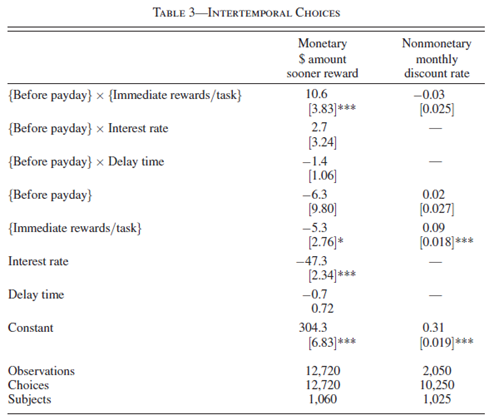 TABLE 3—INTERTEMPORAL CHOICES
Monetary
$ amount
sooner reward
Nonmonetary
monthly
discount rate
{Before payday} × {Immediate rewards/task} 10.6 −0.03
[3.83]*** [0.025]
{Before payday} × Interest rate 2.7 —
[3.24]
{Before payday} × Delay time −1.4 —
[1.06]
{Before payday} −6.3 0.02
[9.80] [0.027]
{Immediate rewards/task} −5.3 0.09
[2.76]* [0.018]***
Interest rate −47.3 —
[2.34]***
Delay time −0.7 —
0.72
Constant 304.3 0.31
[6.83]*** [0.019]***
Observations 12,720 2,050
Choices 12,720 10,250
Subjects 1,060 1,025